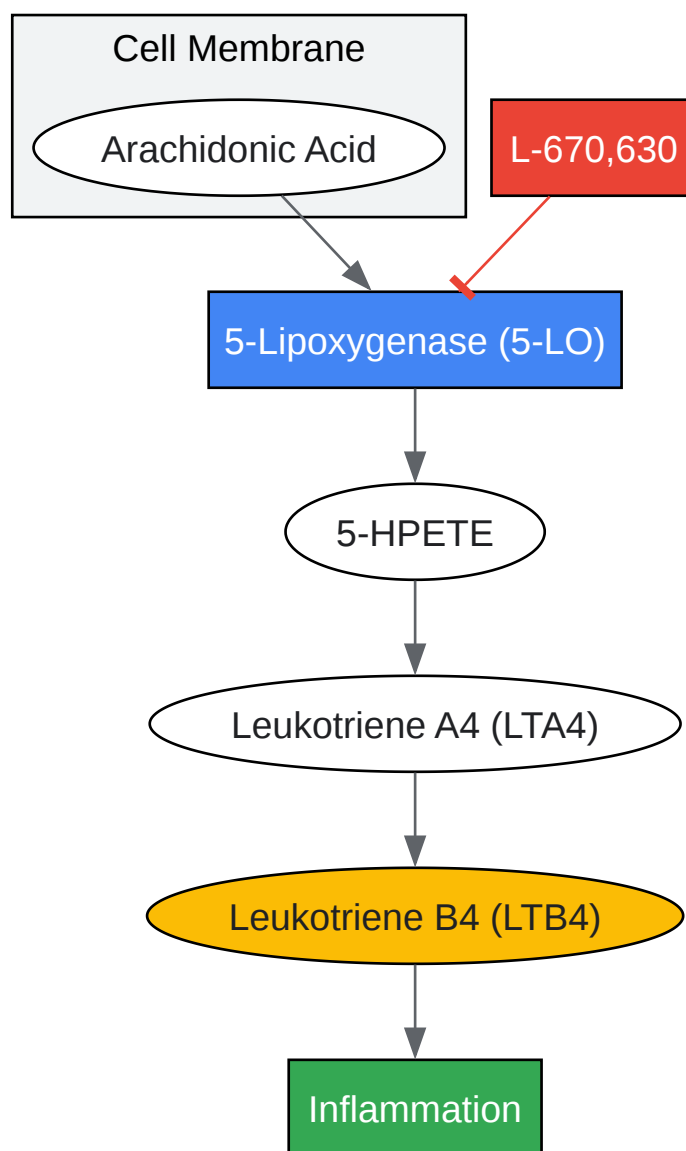 Cell Membrane
Arachidonic Acid
L-670,630
5-Lipoxygenase (5-LO)
5-HPETE
Leukotriene A4 (LTA4)
Leukotriene B4 (LTB4)
Inflammation